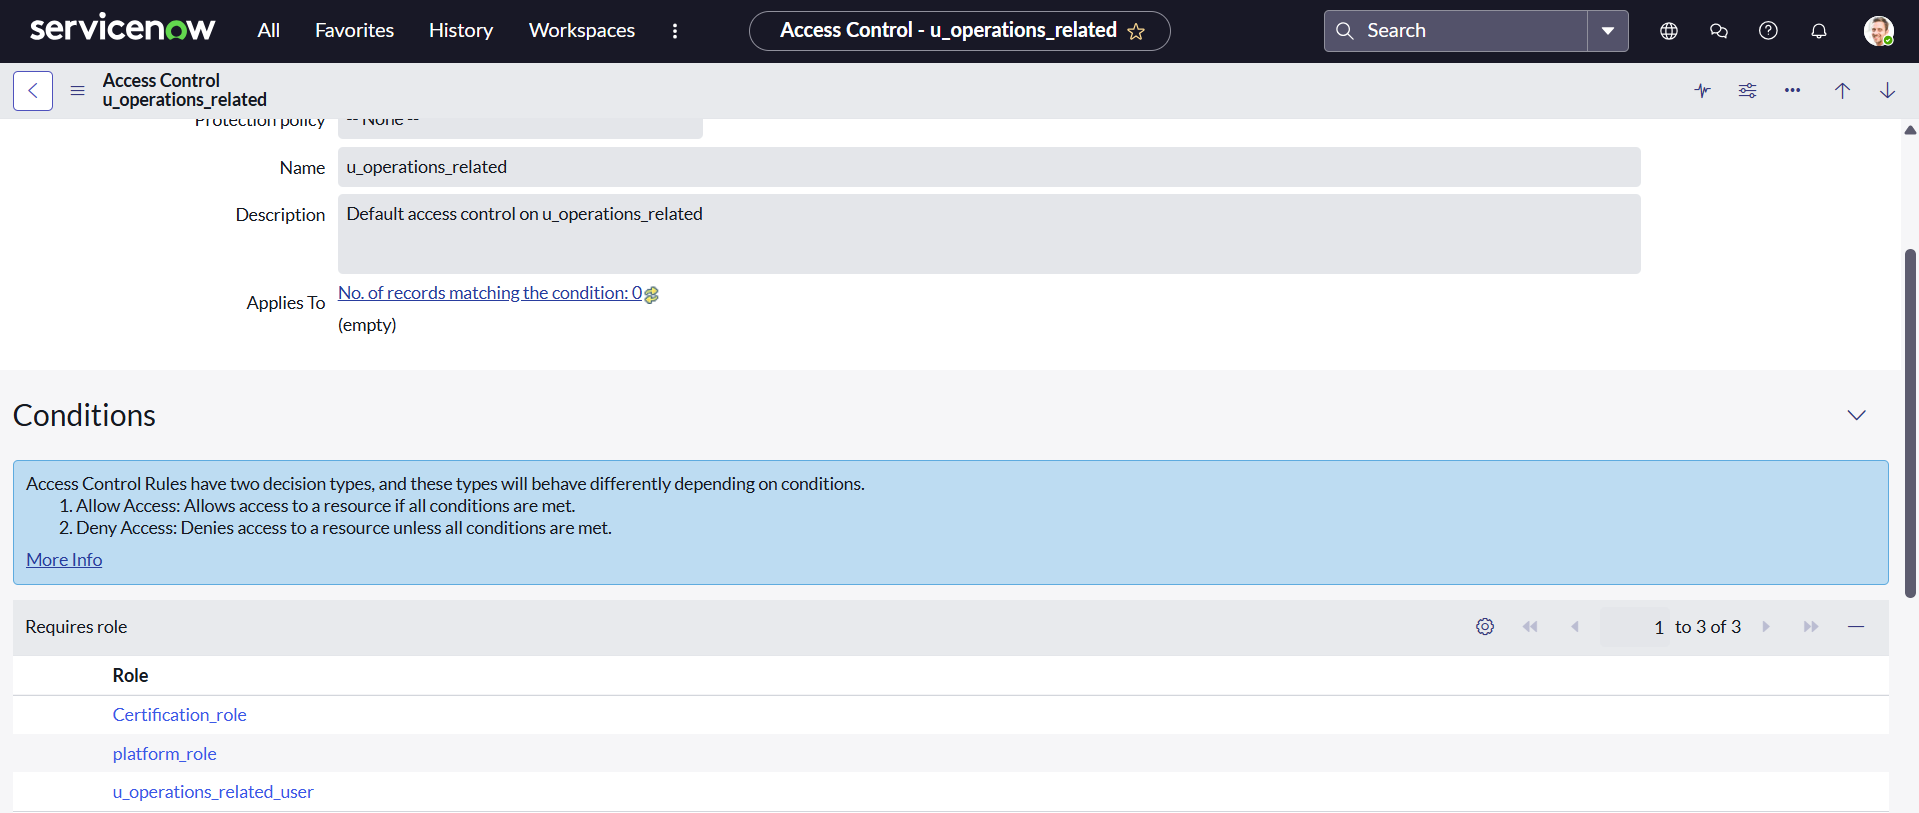 servicenow All Favorites History Workspaces Access Control - u_operations_related Search
Access Control
u_operations_related
Protection policy -- None --
Name u_operations_related
Description Default access control on u_operations_related
Applies To No. of records matching the condition: 0
(empty)
Conditions
Access Control Rules have two decision types, and these types will behave differently depending on conditions.
1. Allow Access: Allows access to a resource if all conditions are met.
2. Deny Access: Denies access to a resource unless all conditions are met.
More Info
Requires role 1 to 3 of 3
Role
Certification_role
platform_role
u_operations_related_user